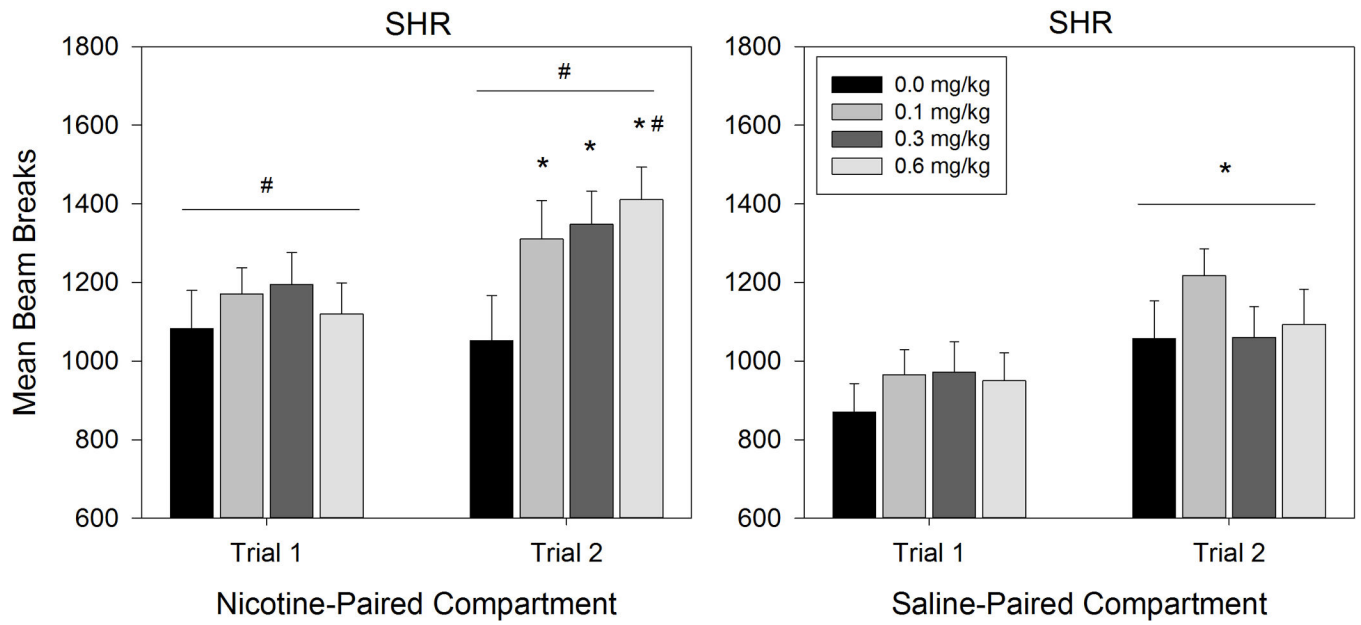 SHR
Mean Beam Breaks
1800
1600
1400
1200
1000
800
600
#
#
*
*
* #
Trial 1
Trial 2
Nicotine-Paired Compartment
SHR
1800
1600
1400
1200
1000
800
600
0.0 mg/kg
0.1 mg/kg
0.3 mg/kg
0.6 mg/kg
*
Trial 1
Trial 2
Saline-Paired Compartment